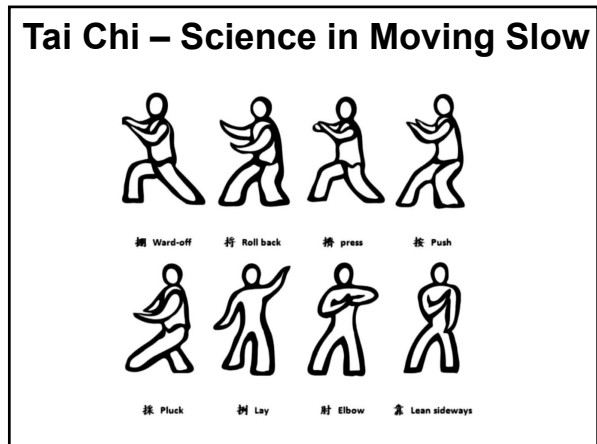 Tai Chi – Science in Moving Slow
掤 Ward-off 捋 Roll back 擠 press 按 Push
採 Pluck 挒 Lay 肘 Elbow 靠 Lean sideways